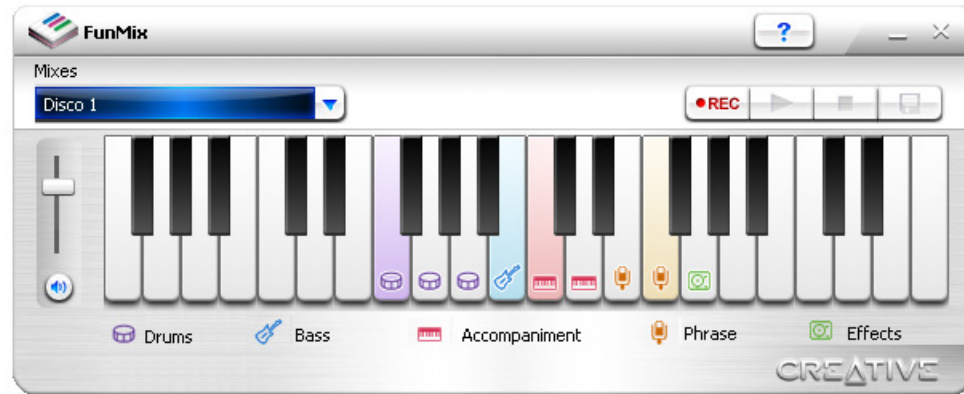 FunMix
?
Mixes
Disco 1
REC
Drums
Bass
Accompaniment
Phrase
Effects
CREATIVE